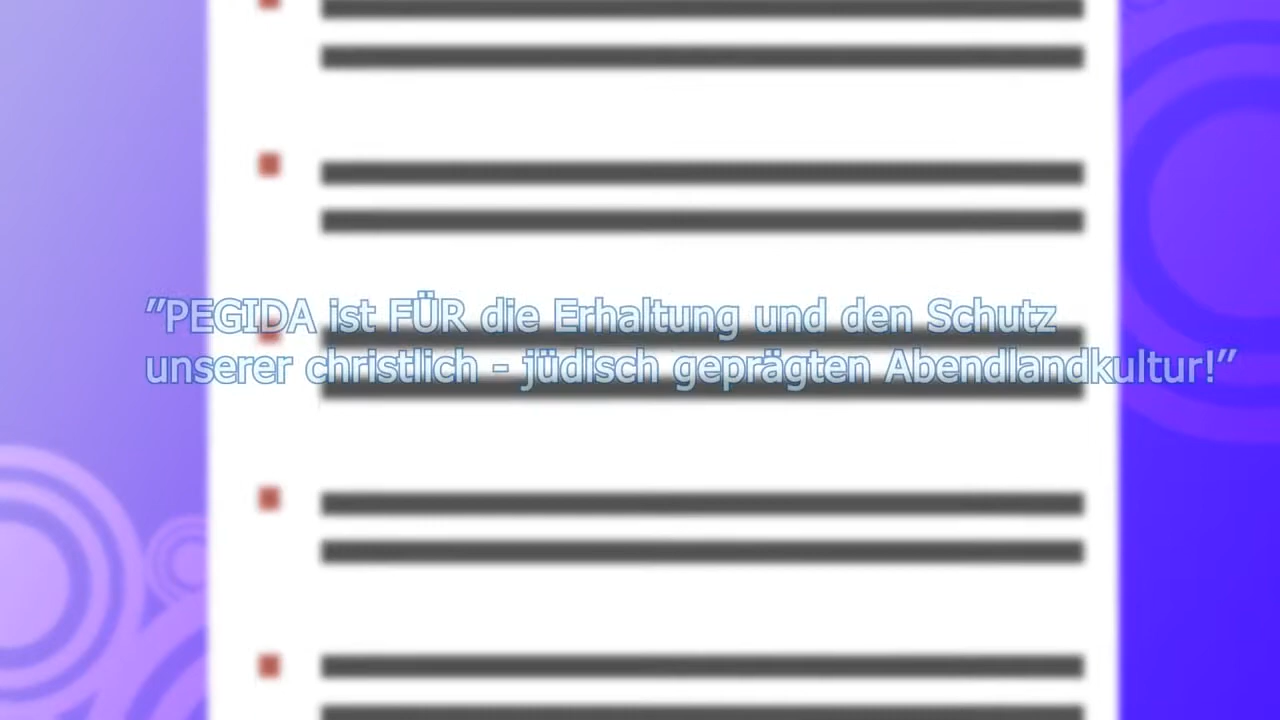 "PEGIDA ist FÜR die Erhaltung und den Schutz
unserer christlich - jüdisch geprägten Abendlandkultur!"